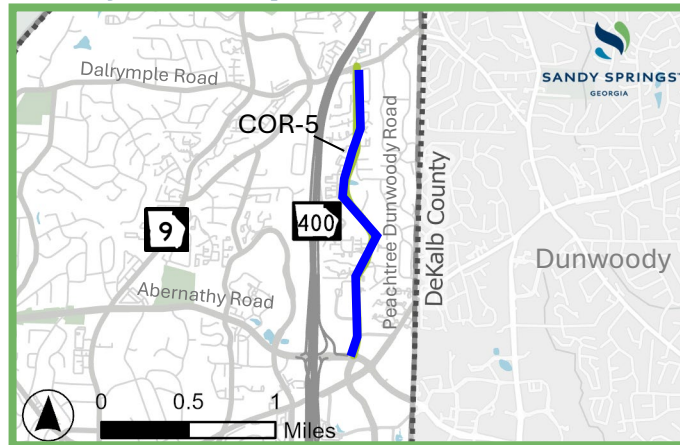 SANDY SPRINGS
GEORGIA
Dalrymple Road
COR-5
Peachtree Dunwoody Road
DeKalb County
400
9
Dunwoody
Abernathy Road
0 0.5 1
Miles